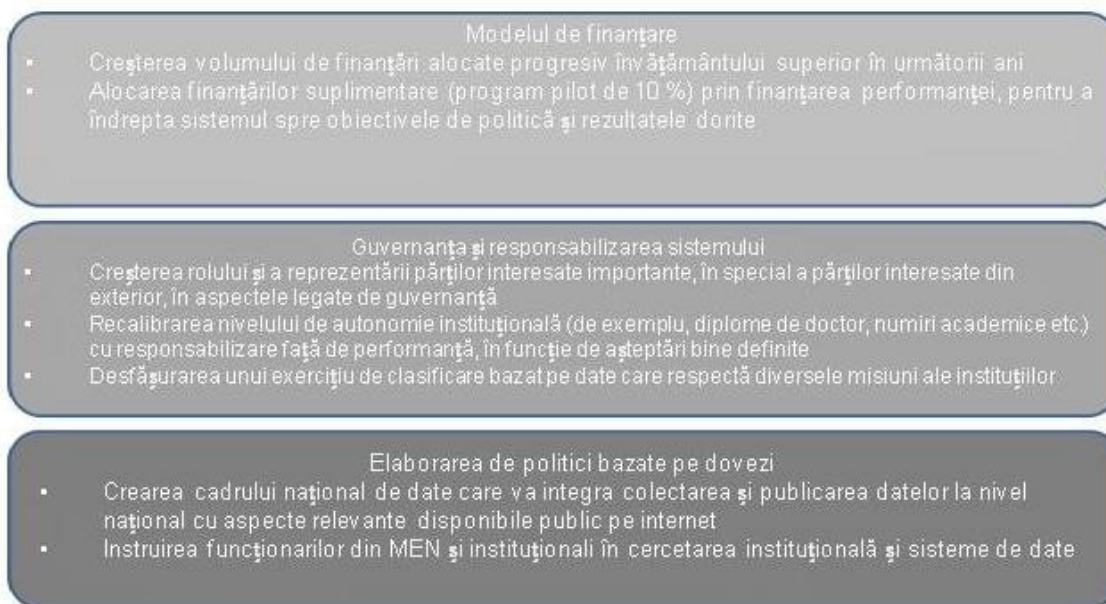 Modelul de finanțare
▪ Creșterea volumului de finanțări alocate progresiv învățământului superior în următorii ani
▪ Alocarea finanțărilor suplimentare (program pilot de 10 %) prin finanțarea performanței, pentru a
îndrepta sistemul spre obiectivele de politică și rezultatele dorite
Guvernanța și responsabilizarea sistemului
▪ Creșterea rolului și a reprezentării părților interesate importante, în special a părților interesate din
exterior, în aspectele legate de guvernanță
▪ Recalibrarea nivelului de autonomie instituțională (de exemplu, diplome de doctor, numiri academice etc.)
cu responsabilizare față de performanță, în funcție de așteptări bine definite
▪ Desfășurarea unui exercițiu de clasificare bazat pe date care respectă diversele misiuni ale instituțiilor
Elaborarea de politici bazate pe dovezi
▪ Crearea cadrului național de date care va integra colectarea și publicarea datelor la nivel
național cu aspecte relevante disponibile public pe internet
▪ Instruirea funcționarilor din MEN și instituționali în cercetarea instituțională și sisteme de date